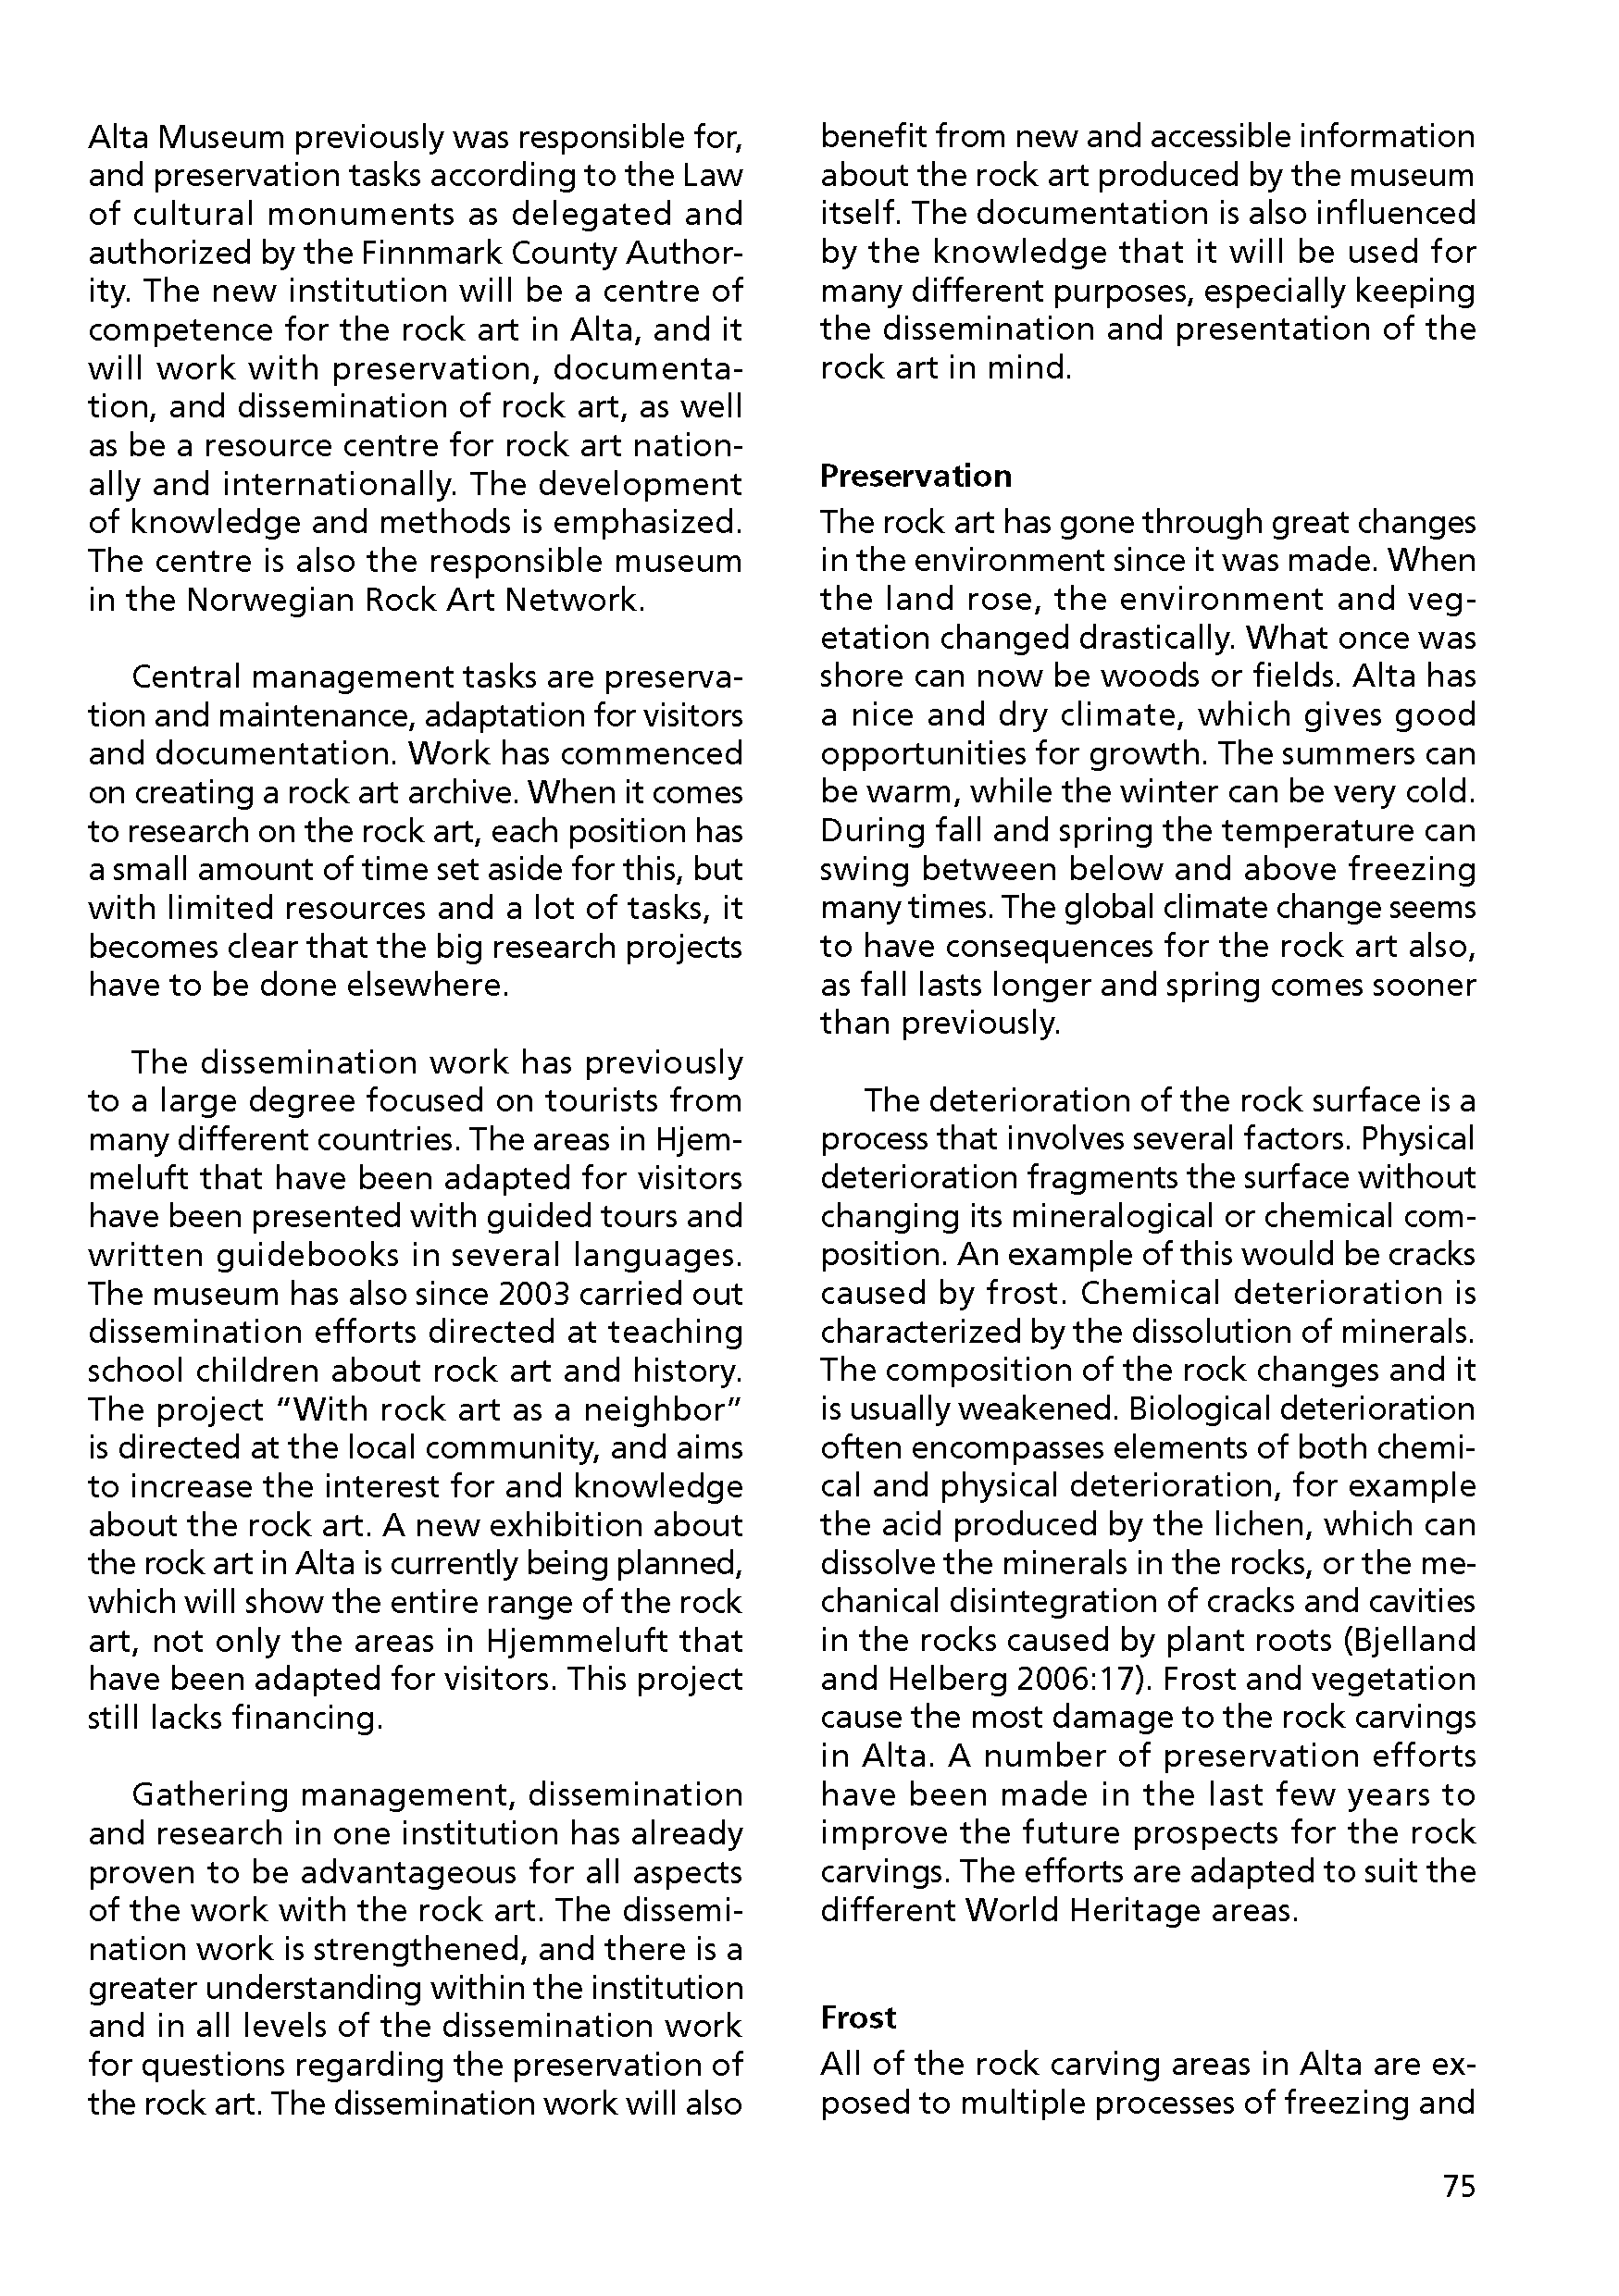 Alta Museum previously was responsible for,
and preservation tasks according to the Law
of cultural monuments as delegated and
authorized by the Finnmark County Author-
ity. The new institution will be a centre of
competence for the rock art in Alta, and it
will work with preservation, documenta-
tion, and dissemination of rock art, as well
as be a resource centre for rock art nation-
ally and internationally. The development
of knowledge and methods is emphasized.
The centre is also the responsible museum
in the Norwegian Rock Art Network.
Central management tasks are preserva-
tion and maintenance, adaptation for visitors
and documentation. Work has commenced
on creating a rock art archive. When it comes
to research on the rock art, each position has
a small amount of time set aside for this, but
with limited resources and a lot of tasks, it
becomes clear that the big research projects
have to be done elsewhere.
The dissemination work has previously
to a large degree focused on tourists from
many different countries. The areas in Hjem-
meluft that have been adapted for visitors
have been presented with guided tours and
written guidebooks in several languages.
The museum has also since 2003 carried out
dissemination efforts directed at teaching
school children about rock art and history.
The project “With rock art as a neighbor”
is directed at the local community, and aims
to increase the interest for and knowledge
about the rock art. A new exhibition about
the rock art in Alta is currently being planned,
which will show the entire range of the rock
art, not only the areas in Hjemmeluft that
have been adapted for visitors. This project
still lacks financing.
Gathering management, dissemination
and research in one institution has already
proven to be advantageous for all aspects
of the work with the rock art. The dissemi-
nation work is strengthened, and there is a
greater understanding within the institution
and in all levels of the dissemination work
for questions regarding the preservation of
the rock art. The dissemination work will also
benefit from new and accessible information
about the rock art produced by the museum
itself. The documentation is also influenced
by the knowledge that it will be used for
many different purposes, especially keeping
the dissemination and presentation of the
rock art in mind.
Preservation
The rock art has gone through great changes
in the environment since it was made. When
the land rose, the environment and veg-
etation changed drastically. What once was
shore can now be woods or fields. Alta has
a nice and dry climate, which gives good
opportunities for growth. The summers can
be warm, while the winter can be very cold.
During fall and spring the temperature can
swing between below and above freezing
many times. The global climate change seems
to have consequences for the rock art also,
as fall lasts longer and spring comes sooner
than previously.
The deterioration of the rock surface is a
process that involves several factors. Physical
deterioration fragments the surface without
changing its mineralogical or chemical com-
position. An example of this would be cracks
caused by frost. Chemical deterioration is
characterized by the dissolution of minerals.
The composition of the rock changes and it
is usually weakened. Biological deterioration
often encompasses elements of both chemi-
cal and physical deterioration, for example
the acid produced by the lichen, which can
dissolve the minerals in the rocks, or the me-
chanical disintegration of cracks and cavities
in the rocks caused by plant roots (Bjelland
and Helberg 2006:17). Frost and vegetation
cause the most damage to the rock carvings
in Alta. A number of preservation efforts
have been made in the last few years to
improve the future prospects for the rock
carvings. The efforts are adapted to suit the
different World Heritage areas.
Frost
All of the rock carving areas in Alta are ex-
posed to multiple processes of freezing and
75